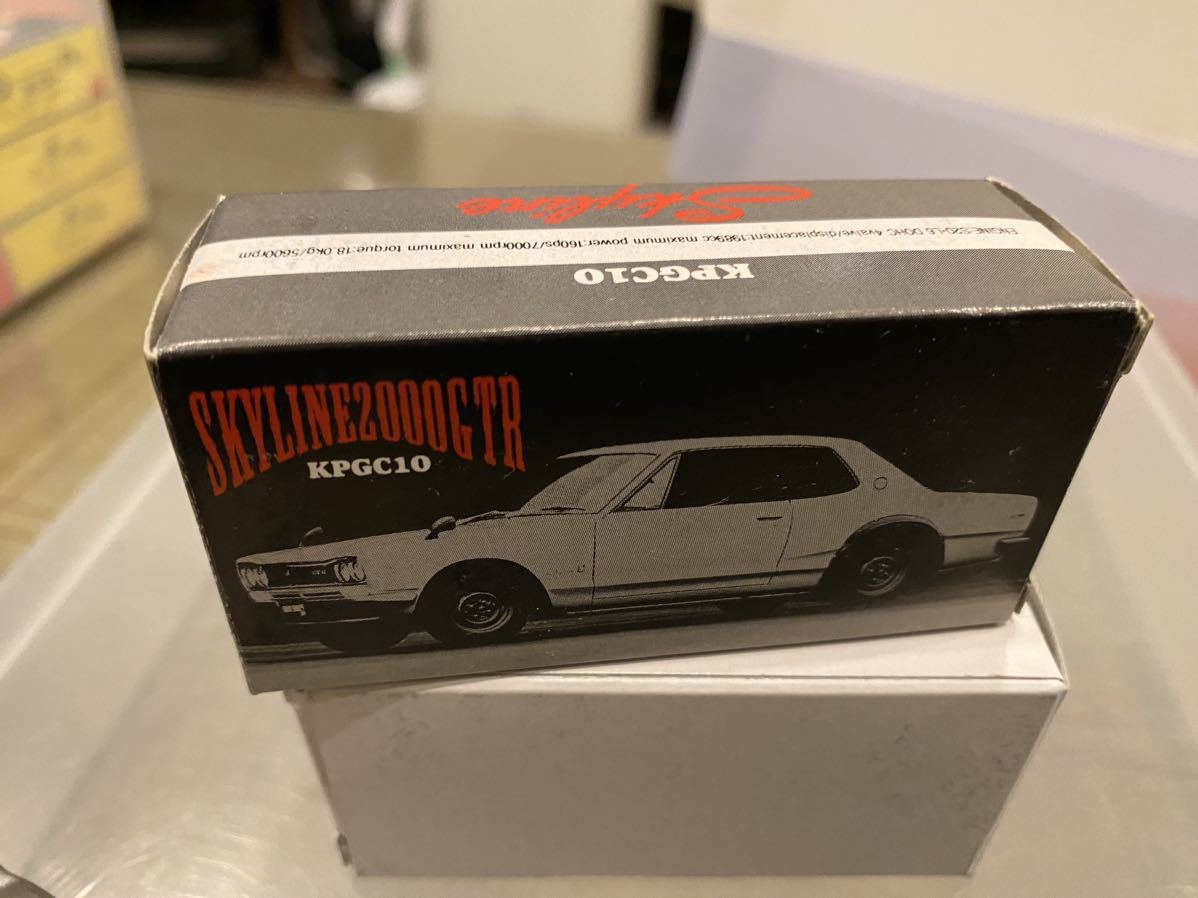 Skyline
ENGINE:S20-L6 DOHC 4valve/displacement:1989cc maximum power:160ps/7000rpm maximum torque:18.0kg/5600rpm
KPGC10
SKYLINE2000GTR
KPGC10